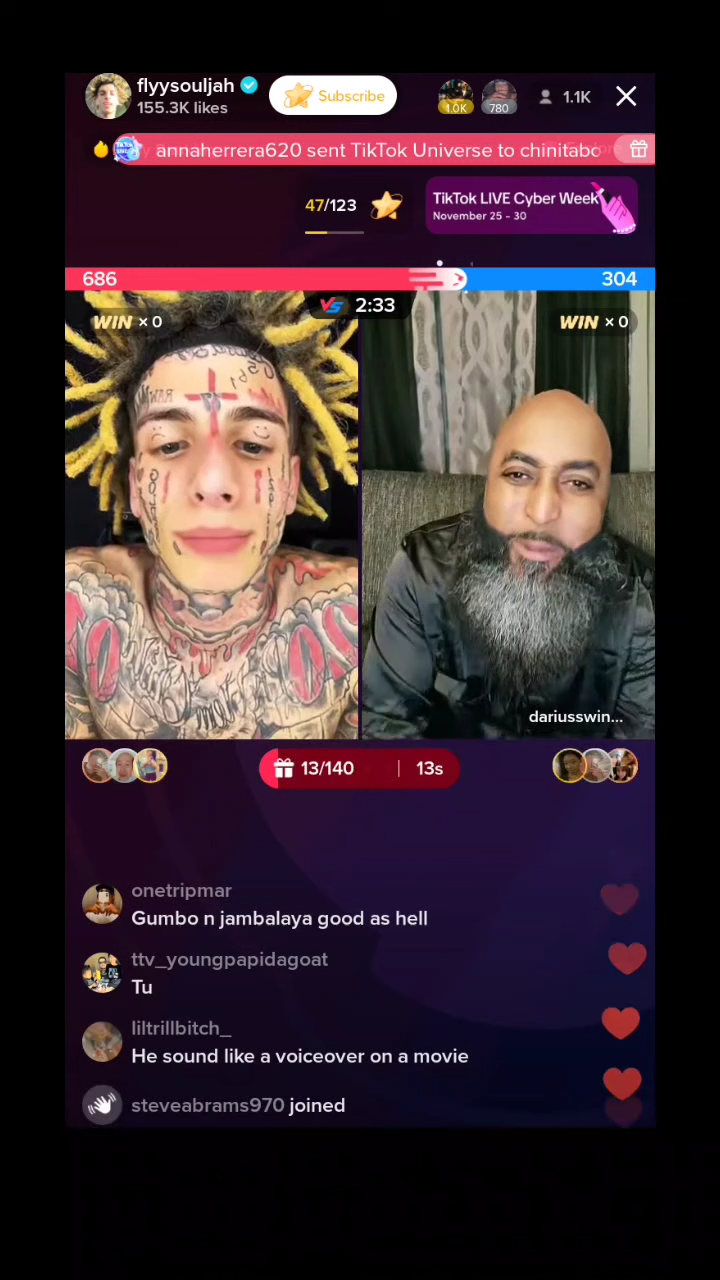 flyysouljah
155.3K likes
Subscribe
1.0K
780
1.1K
annaherrera620 sent TikTok Universe to chinitabo
47/123
TikTok LIVE Cyber Week
November 25 - 30
686
304
VS 2:33
WIN × 0
WIN × 0
RAW
dariusswin...
13/140 | 13s
onetripmar
Gumbo n jambalaya good as hell
ttv_youngpapidagoat
Tu
liltrillbitch_
He sound like a voiceover on a movie
steveabrams970 joined